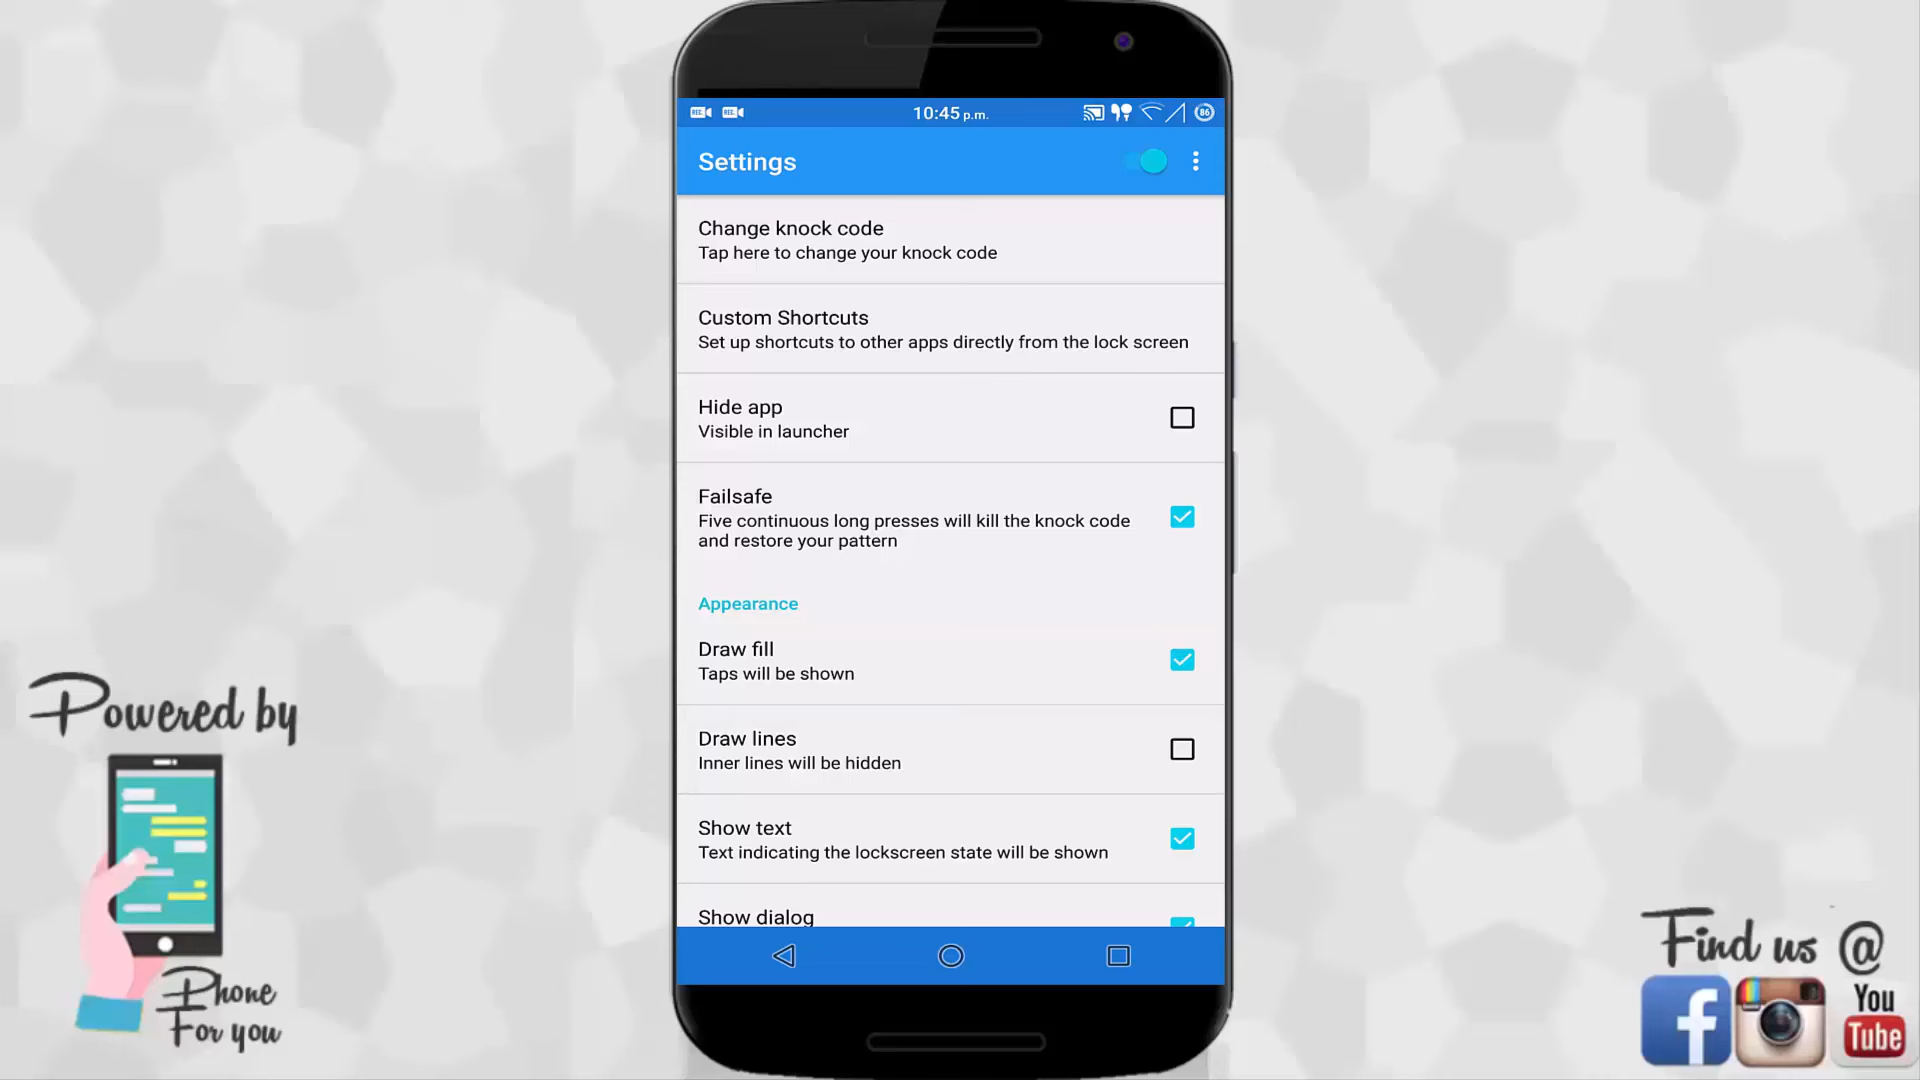 REC REC 10:45 p.m. 86
Settings
Change knock code
Tap here to change your knock code
Custom Shortcuts
Set up shortcuts to other apps directly from the lock screen
Hide app
Visible in launcher
Failsafe
Five continuous long presses will kill the knock code
and restore your pattern
Appearance
Draw fill
Taps will be shown
Draw lines
Inner lines will be hidden
Show text
Text indicating the lockscreen state will be shown
Show dialog
Powered by
Phone
For you
Find us @
f
You
Tube